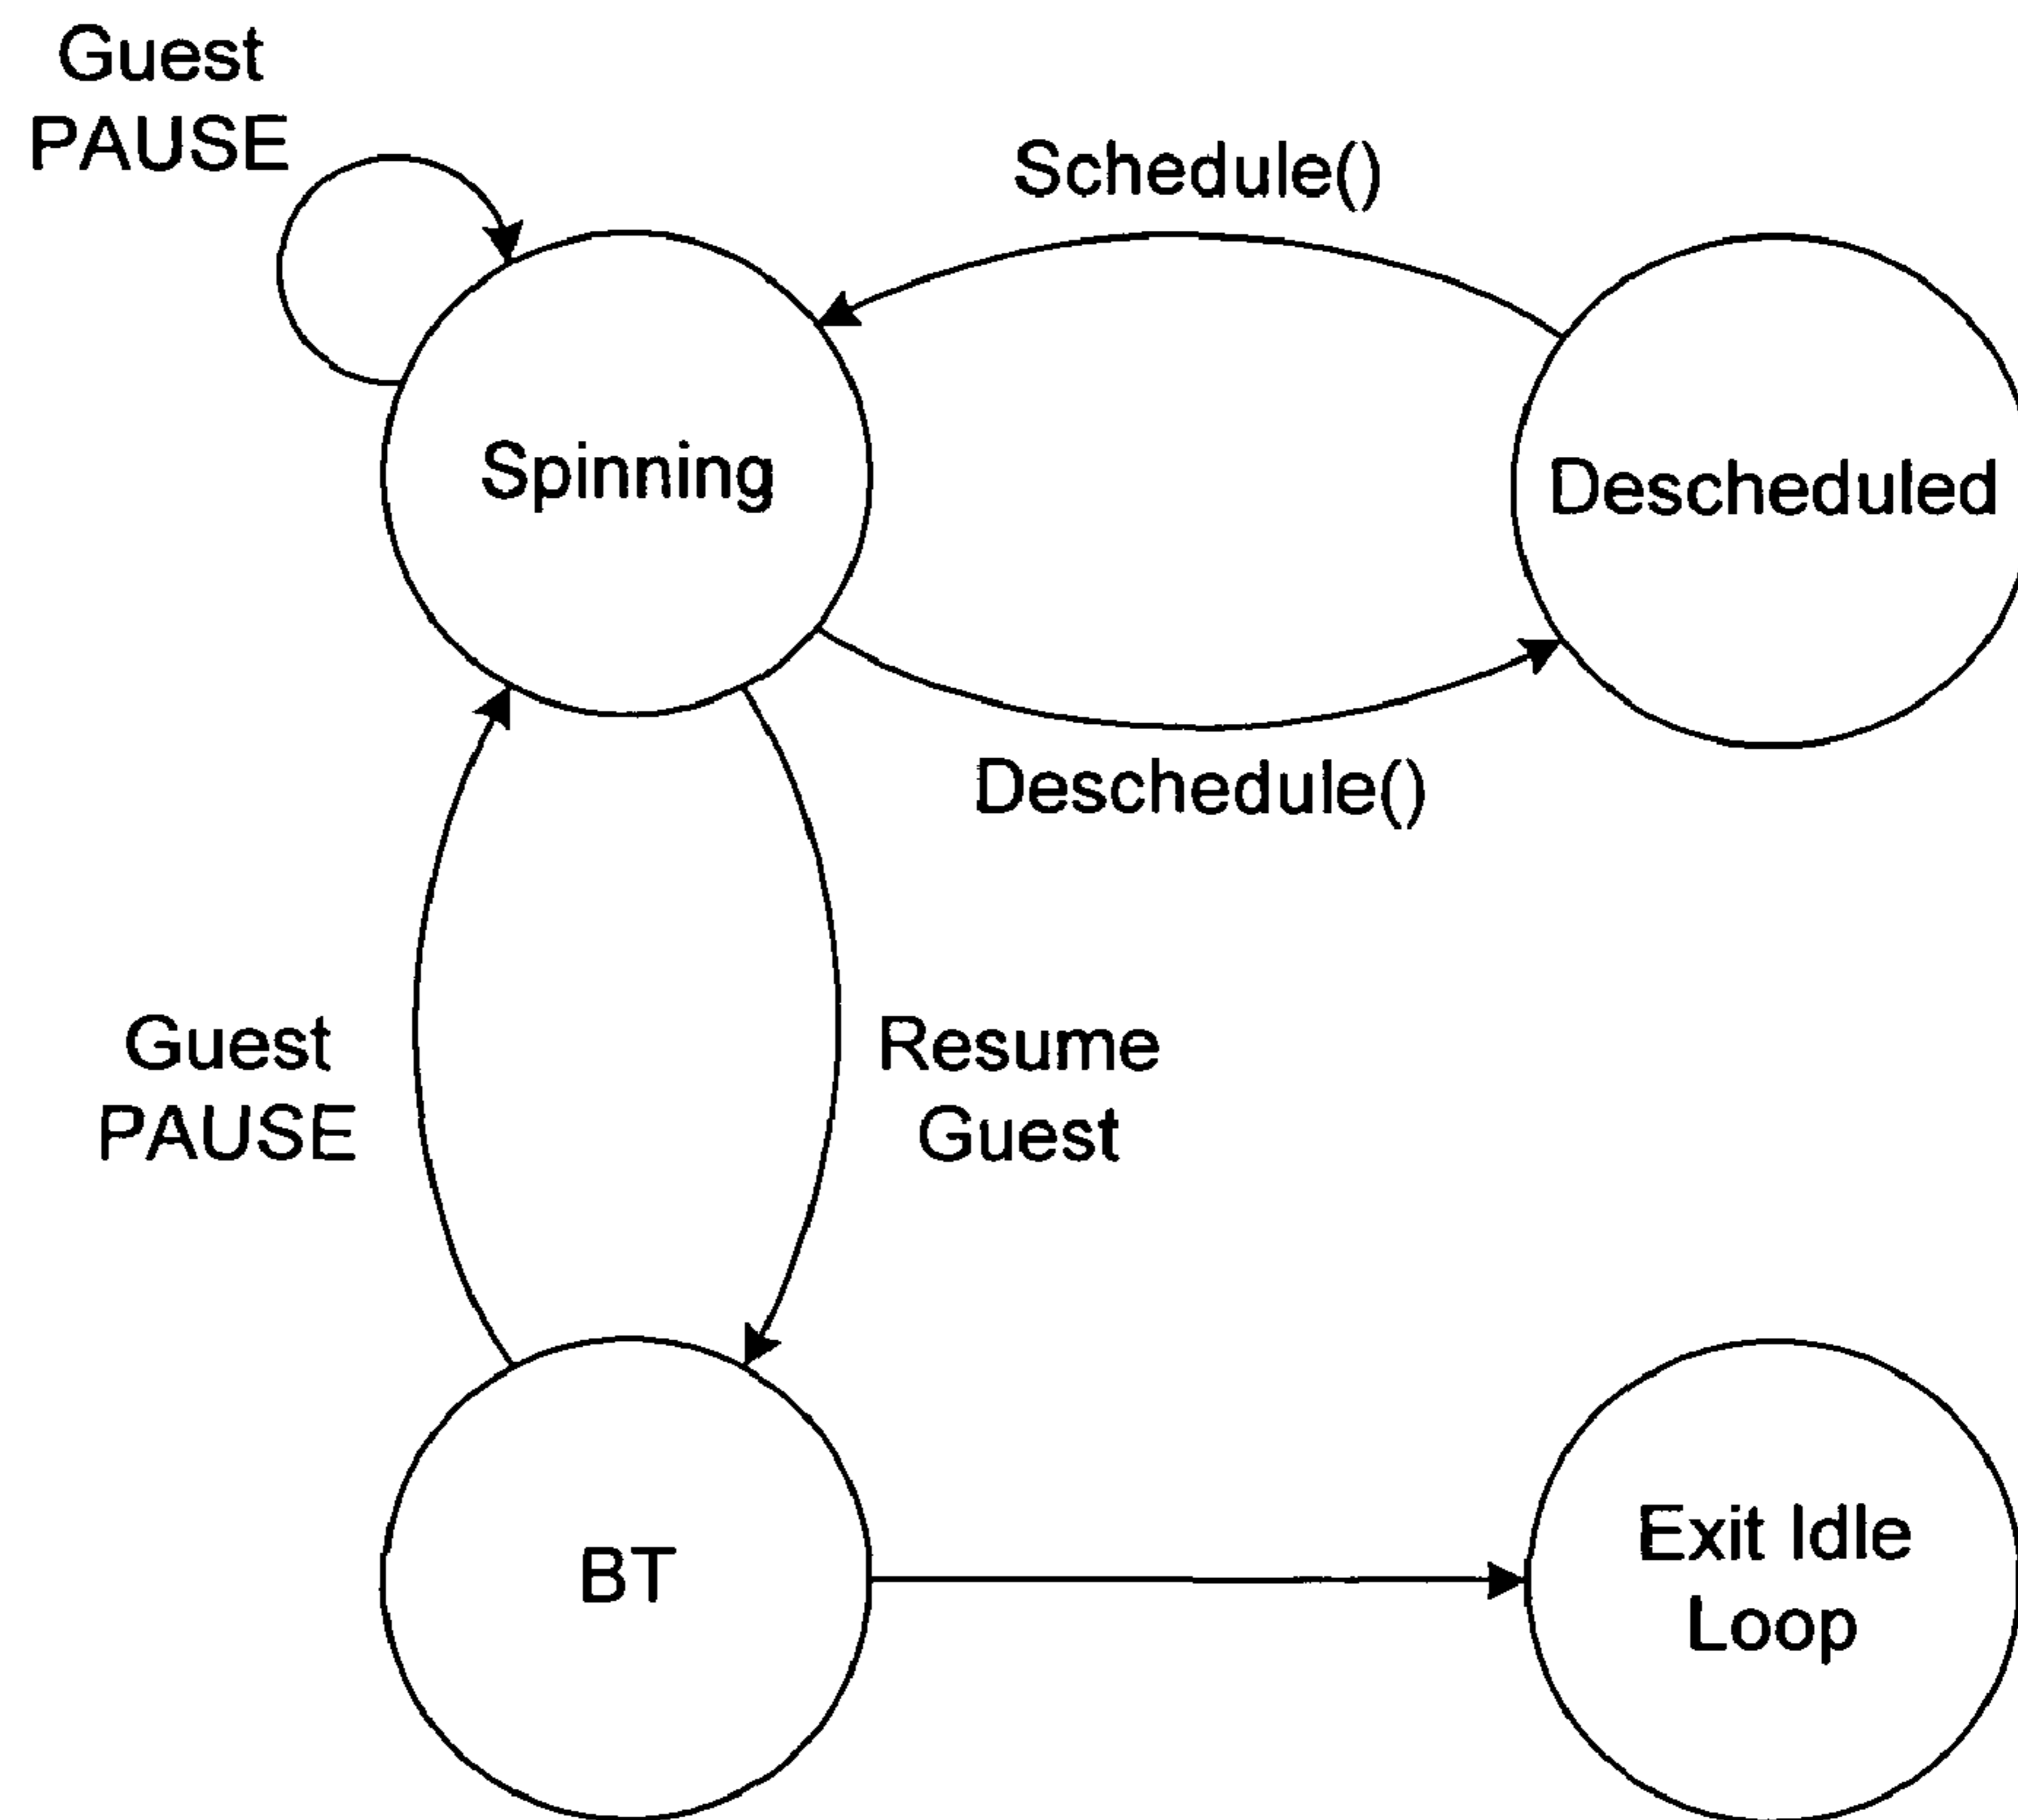 Guest
PAUSE
Schedule()
Spinning
Descheduled
Deschedule()
Guest
PAUSE
Resume
Guest
BT
Exit Idle
Loop